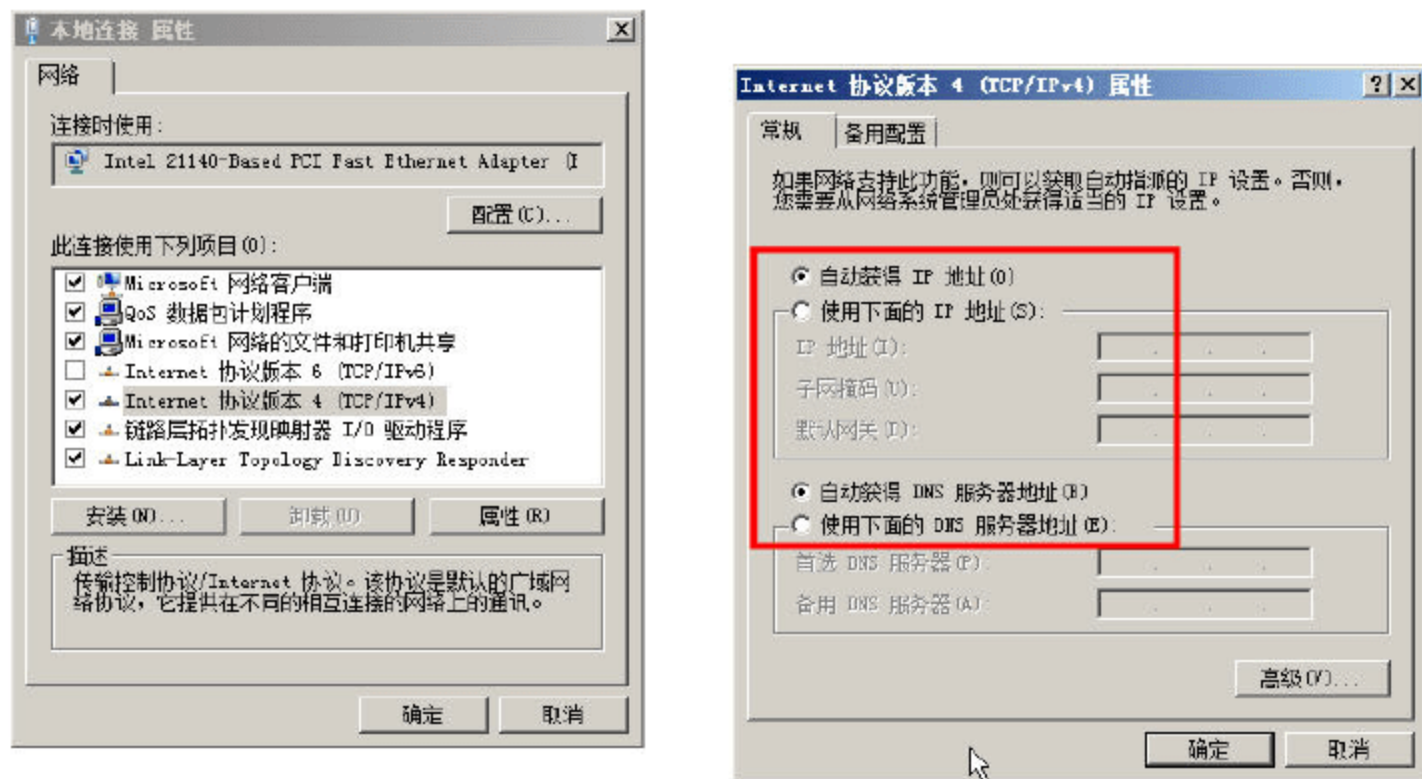 本地连接 属性
网络
连接时使用:
Intel 21140-Based PCI Fast Ethernet Adapter (I
配置(C)...
此连接使用下列项目(O):
Microsoft 网络客户端
QoS 数据包计划程序
Microsoft 网络的文件和打印机共享
Internet 协议版本 6 (TCP/IPv6)
Internet 协议版本 4 (TCP/IPv4)
链路层拓扑发现映射器 I/O 驱动程序
Link-Layer Topology Discovery Responder
安装(N)...
卸载(U)
属性(R)
描述
传输控制协议/Internet 协议。该协议是默认的广域网
络协议，它提供在不同的相互连接的网络上的通讯。
确定
取消
Internet 协议版本 4 (TCP/IPv4) 属性
常规
备用配置
如果网络支持此功能，则可以获取自动指派的 IP 设置。否则，
您需要从网络系统管理员处获得适当的 IP 设置。
自动获得 IP 地址(O)
使用下面的 IP 地址(S):
IP 地址(I):
子网掩码(U):
默认网关(D):
自动获得 DNS 服务器地址(B)
使用下面的 DNS 服务器地址(E):
首选 DNS 服务器(P):
备用 DNS 服务器(A):
高级(V)...
确定
取消